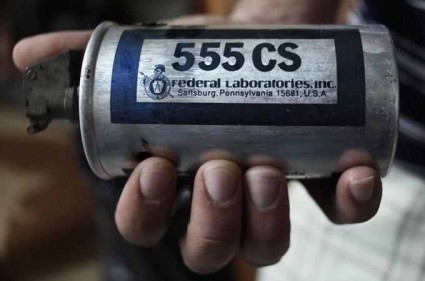 555 CS
Federal Laboratories, Inc.
Saltsburg, Pennsylvania 15681, U.S.A.